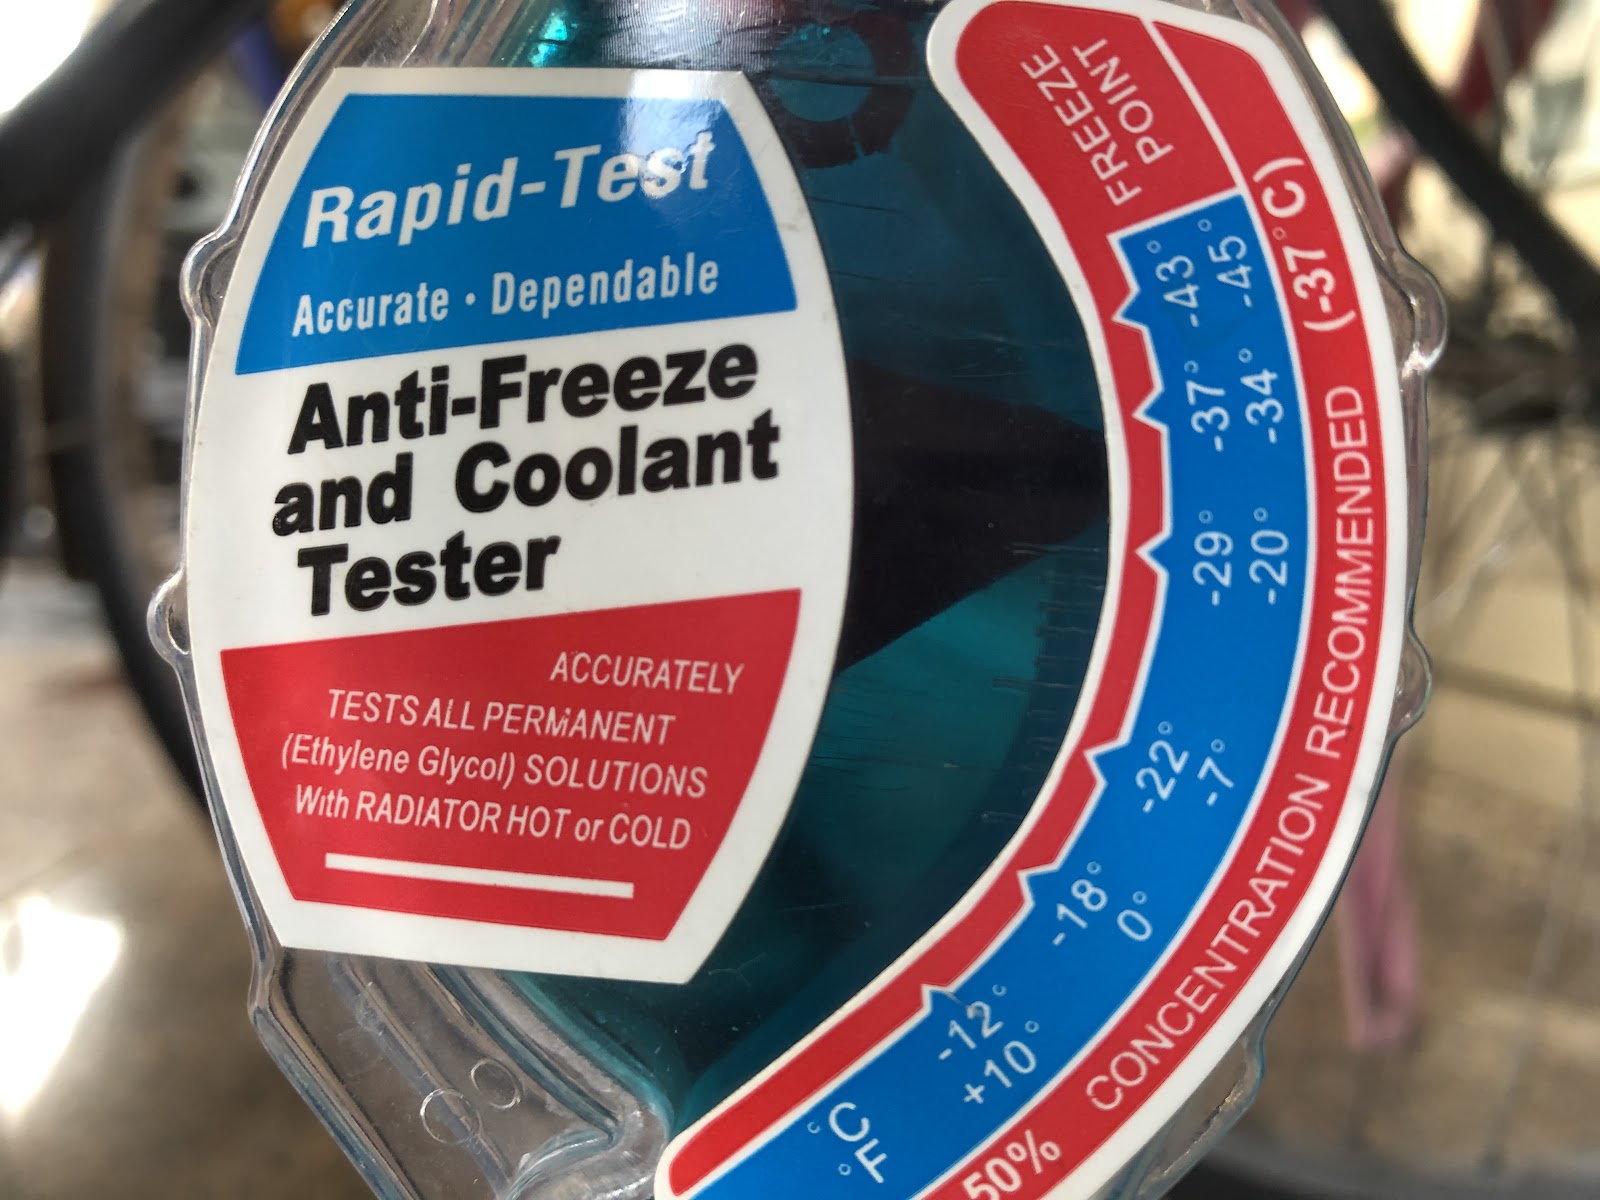 Rapid-Test
Accurate · Dependable
Anti-Freeze
and Coolant
Tester
ACCURATELY
TESTS ALL PERMANENT
(Ethylene Glycol) SOLUTIONS
With RADIATOR HOT or COLD
FREEZE
POINT
-43° -45°
-37° -34°
-29° -20°
-22° -7°
-18° 0°
-12° +10°
°C °F
50% CONCENTRATION RECOMMENDED (-37°C)